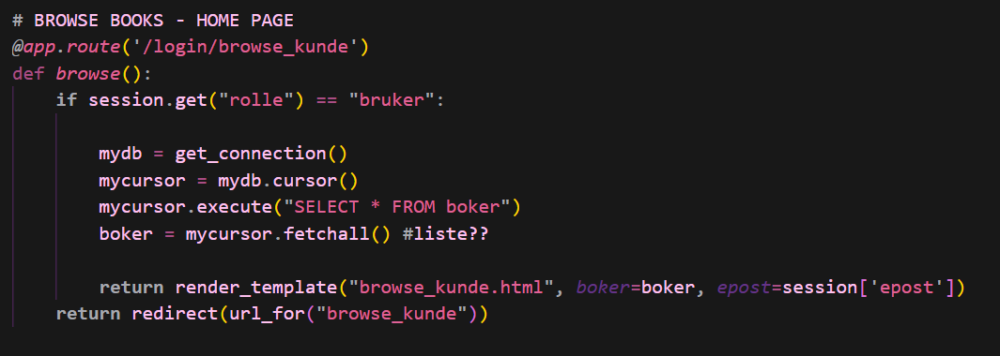 # BROWSE BOOKS - HOME PAGE
@app.route('/login/browse_kunde')
def browse():
    if session.get("rolle") == "bruker":
        mydb = get_connection()
        mycursor = mydb.cursor()
        mycursor.execute("SELECT * FROM boker")
        boker = mycursor.fetchall() #liste??
        return render_template("browse_kunde.html", boker=boker, epost=session['epost'])
    return redirect(url_for("browse_kunde"))